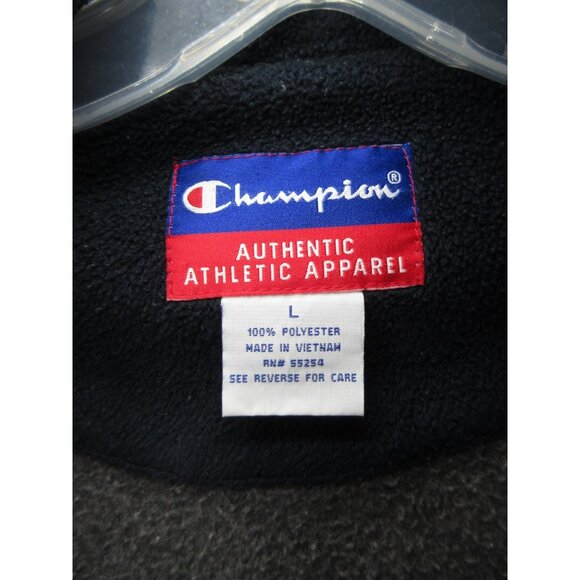 Champion®
AUTHENTIC
ATHLETIC APPAREL
L
100% POLYESTER
MADE IN VIETNAM
RN# 55254
SEE REVERSE FOR CARE